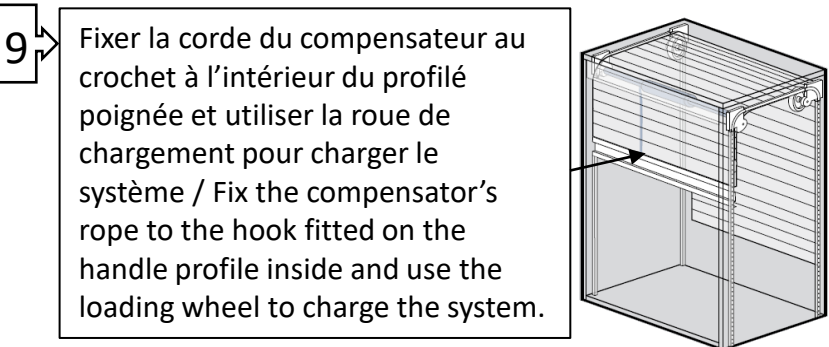 9
Fixer la corde du compensateur au
crochet à l’intérieur du profilé
poignée et utiliser la roue de
chargement pour charger le
système / Fix the compensator’s
rope to the hook fitted on the
handle profile inside and use the
loading wheel to charge the system.